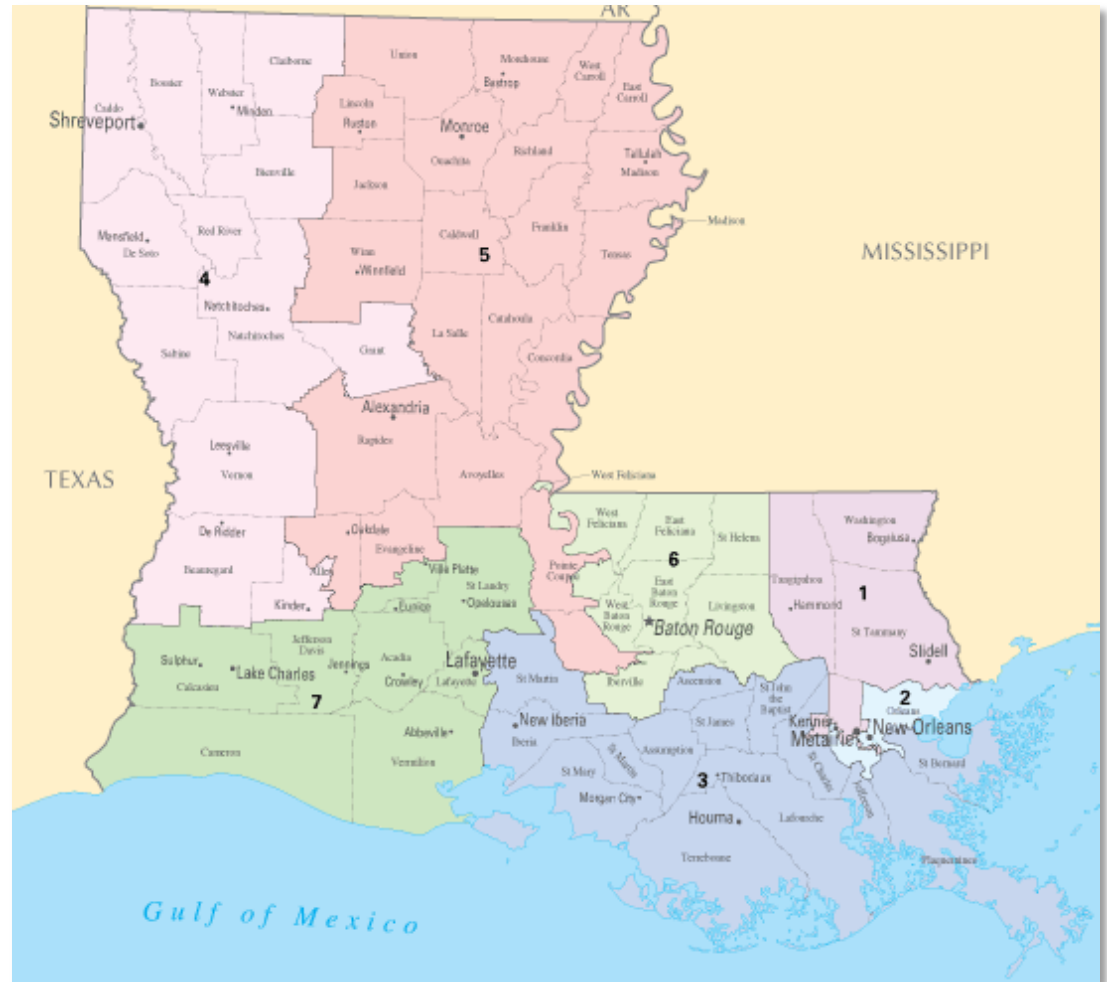 AR
Claiborne
Union
Morehouse
West
Carroll
East
Carroll
Bossier
Webster
Bastrop
Caddo
Minden
Lincoln
Ruston
Shreveport
Monroe
Ouachita
Richland
Tallulah
Madison
Bienville
Jackson
Madison
Mansfield
De Soto
Red River
Caldwell
Franklin
Tensas
Winn
Winnfield
5
4
MISSISSIPPI
Natchitoches
Natchitoches
La Salle
Catahoula
Sabine
Grant
Concordia
Alexandria
Rapides
Leesville
Vernon
TEXAS
Avoyelles
West Feliciana
De Ridder
Oakdale
West
Feliciana
East
Feliciana
St Helena
Washington
Bogalusa
Beauregard
Allen
Evangeline
Ville Platte
Pointe
Coupee
6
Kinder
St Landry
Eunice
Opelousas
East
Baton
Rouge
West
Baton
Rouge
Livingston
Tangipahoa
Hammond
1
Baton Rouge
St Tammany
Slidell
Jefferson
Davis
Sulphur
Lake Charles
Calcasieu
Jennings
Acadia
Crowley
Lafayette
Lafayette
St Martin
Iberville
Ascension
St John
the
Baptist
7
2
Orleans
New Iberia
Iberia
St James
Kenner
Metairie
New Orleans
Abbeville
Cameron
Vermilion
Assumption
St Mary
St Martin
St Charles
Jefferson
St Bernard
3
Thibodaux
Morgan City
Houma
Lafourche
Terrebonne
Plaquemines
Gulf of Mexico